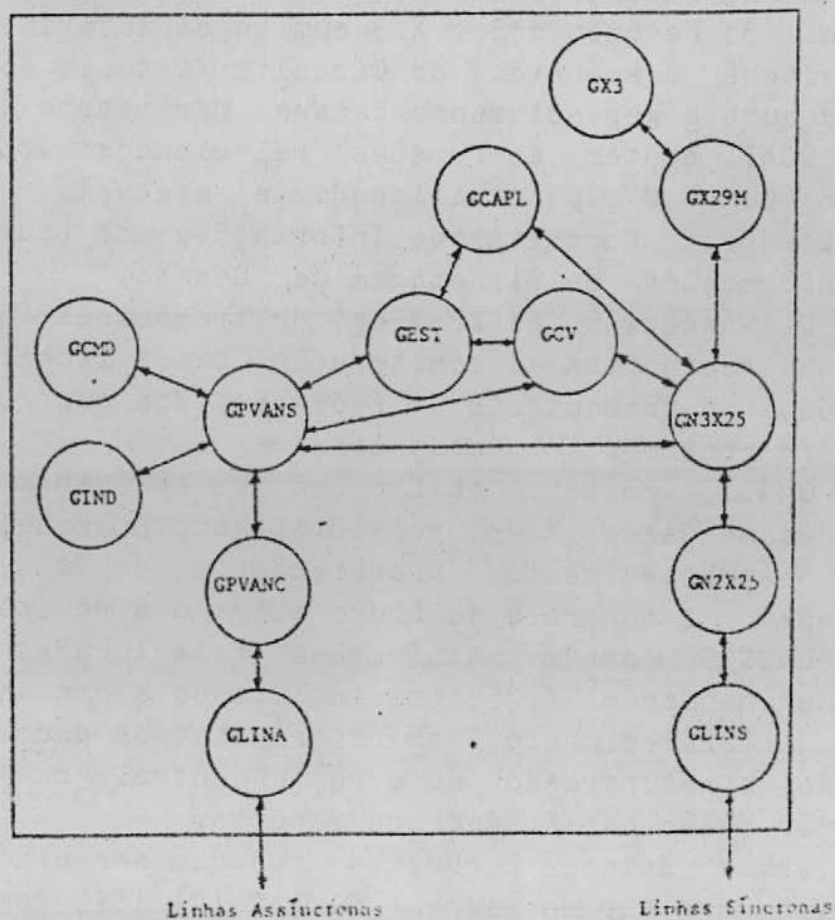 GX3
GCAPL
GX29M
GCMD
GEST
GCV
GPVANS
GN3X25
GIND
GPVANC
GN2X25
GLINA
GLINS
Linhas Assíncronas
Linhas Síncronas